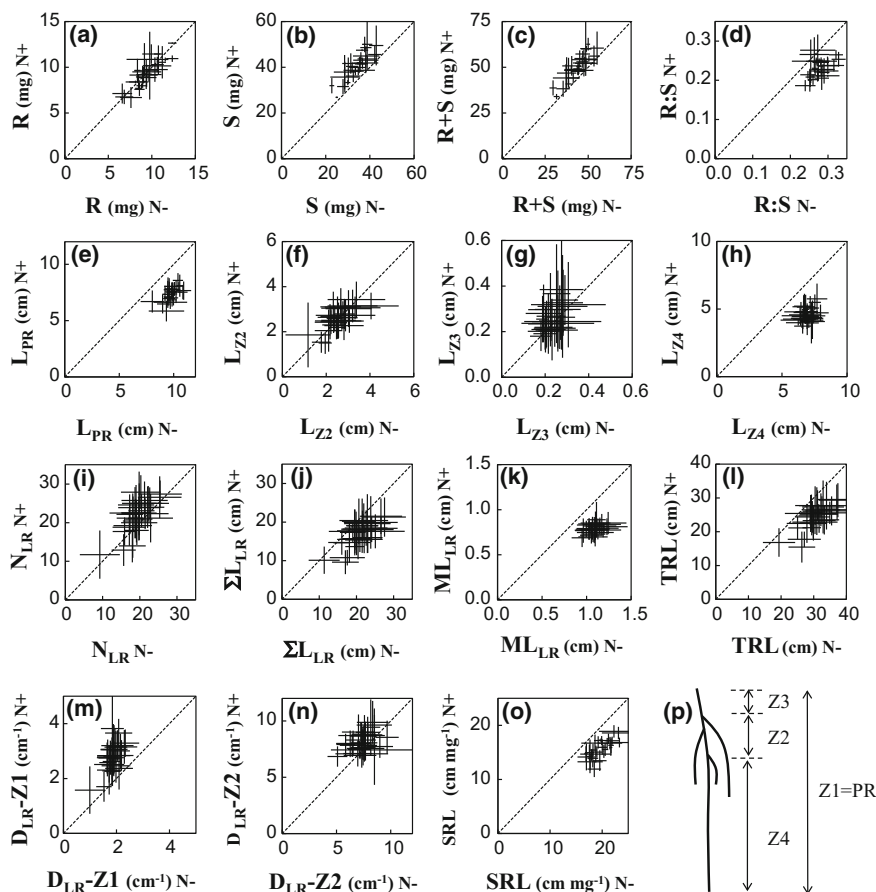 (a)
R (mg) N+
15
10
5
0
0 5 10 15
R (mg) N-
(b)
S (mg) N+
60
40
20
0
0 20 40 60
S (mg) N-
(c)
R+S (mg) N+
75
50
25
0
0 25 50 75
R+S (mg) N-
(d)
R:S N+
0.3
0.2
0.1
0.0
0.0 0.1 0.2 0.3
R:S N-
(e)
LPR (cm) N+
10
5
0
0 5 10
LPR (cm) N-
(f)
LZ2 (cm) N+
6
4
2
0
0 2 4 6
LZ2 (cm) N-
(g)
LZ3 (cm) N+
0.6
0.4
0.2
0.0
0.0 0.2 0.4 0.6
LZ3 (cm) N-
(h)
LZ4 (cm) N+
10
5
0
0 5 10
LZ4 (cm) N-
(i)
NLR N+
30
20
10
0
0 10 20 30
NLR N-
(j)
ΣLLR (cm) N+
30
20
10
0
0 10 20 30
ΣLLR (cm) N-
(k)
MLLR (cm) N+
1.5
1.0
0.5
0.0
0.0 0.5 1.0 1.5
MLLR (cm) N-
(l)
TRL (cm) N+
40
30
20
10
0
0 10 20 30 40
TRL (cm) N-
(m)
DLR-Z1 (cm-1) N+
4
2
0
0 2 4
DLR-Z1 (cm-1) N-
(n)
DLR-Z2 (cm-1) N+
10
5
0
0 5 10
DLR-Z2 (cm-1) N-
(o)
SRL (cm mg-1) N+
20
10
0
0 10 20
SRL (cm mg-1) N-
(p)
Z3
Z2
Z1=PR
Z4